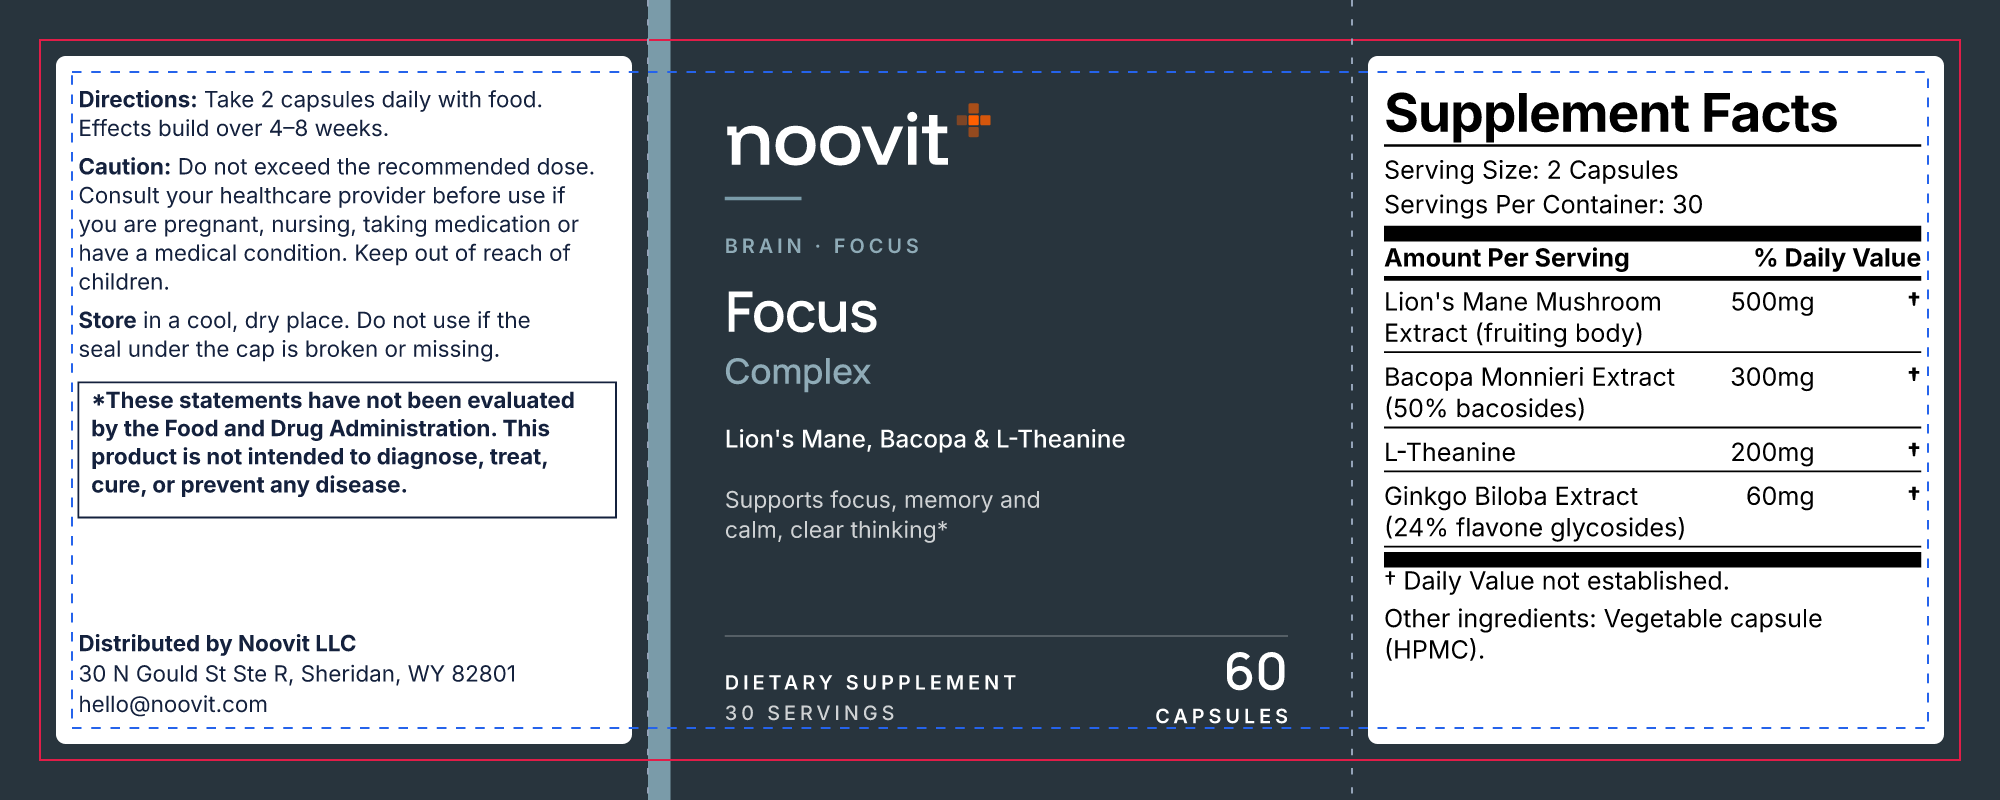 Directions: Take 2 capsules daily with food.
Effects build over 4–8 weeks.
Caution: Do not exceed the recommended dose.
Consult your healthcare provider before use if
you are pregnant, nursing, taking medication or
have a medical condition. Keep out of reach of
children.
Store in a cool, dry place. Do not use if the
seal under the cap is broken or missing.
*These statements have not been evaluated
by the Food and Drug Administration. This
product is not intended to diagnose, treat,
cure, or prevent any disease.
Distributed by Noovit LLC
30 N Gould St Ste R, Sheridan, WY 82801
hello@noovit.com
noovit
BRAIN · FOCUS
Focus
Complex
Lion's Mane, Bacopa & L-Theanine
Supports focus, memory and
calm, clear thinking*
DIETARY SUPPLEMENT
30 SERVINGS
60
CAPSULES
Supplement Facts
Serving Size: 2 Capsules
Servings Per Container: 30
Amount Per Serving % Daily Value
Lion's Mane Mushroom 500mg †
Extract (fruiting body)
Bacopa Monnieri Extract 300mg †
(50% bacosides)
L-Theanine 200mg †
Ginkgo Biloba Extract 60mg †
(24% flavone glycosides)
† Daily Value not established.
Other ingredients: Vegetable capsule
(HPMC).